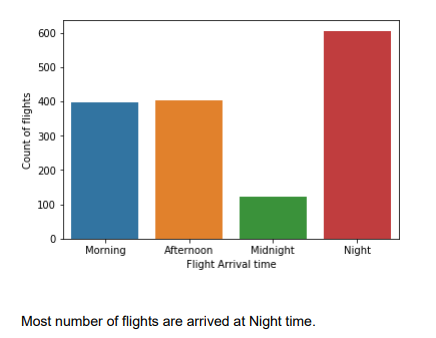 600
500
400
300
200
100
0
Count of flights
Morning Afternoon Midnight Night
Flight Arrival time
Most number of flights are arrived at Night time.